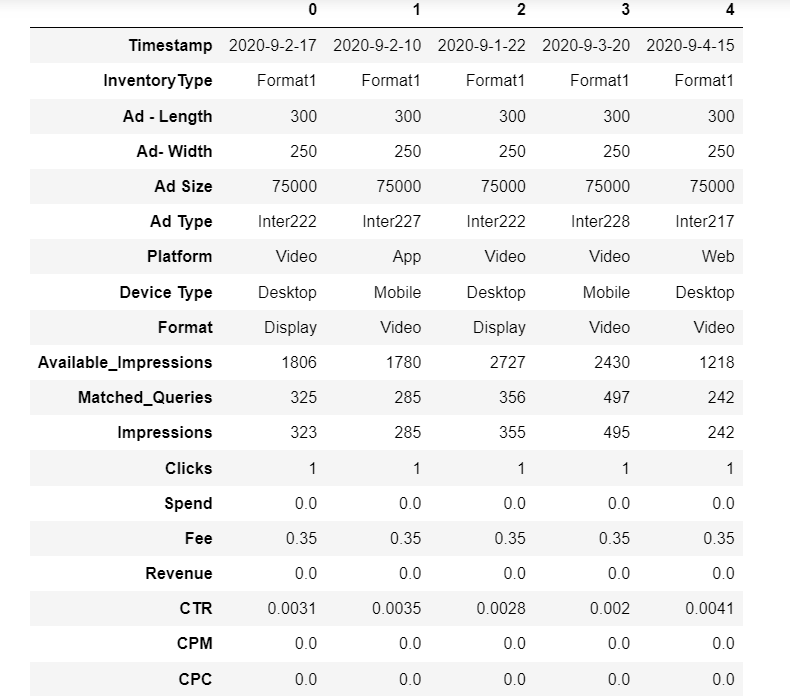 0 1 2 3 4
Timestamp 2020-9-2-17 2020-9-2-10 2020-9-1-22 2020-9-3-20 2020-9-4-15
InventoryType Format1 Format1 Format1 Format1 Format1
Ad - Length 300 300 300 300 300
Ad- Width 250 250 250 250 250
Ad Size 75000 75000 75000 75000 75000
Ad Type Inter222 Inter227 Inter222 Inter228 Inter217
Platform Video App Video Video Web
Device Type Desktop Mobile Desktop Mobile Desktop
Format Display Video Display Video Video
Available_Impressions 1806 1780 2727 2430 1218
Matched_Queries 325 285 356 497 242
Impressions 323 285 355 495 242
Clicks 1 1 1 1 1
Spend 0.0 0.0 0.0 0.0 0.0
Fee 0.35 0.35 0.35 0.35 0.35
Revenue 0.0 0.0 0.0 0.0 0.0
CTR 0.0031 0.0035 0.0028 0.002 0.0041
CPM 0.0 0.0 0.0 0.0 0.0
CPC 0.0 0.0 0.0 0.0 0.0